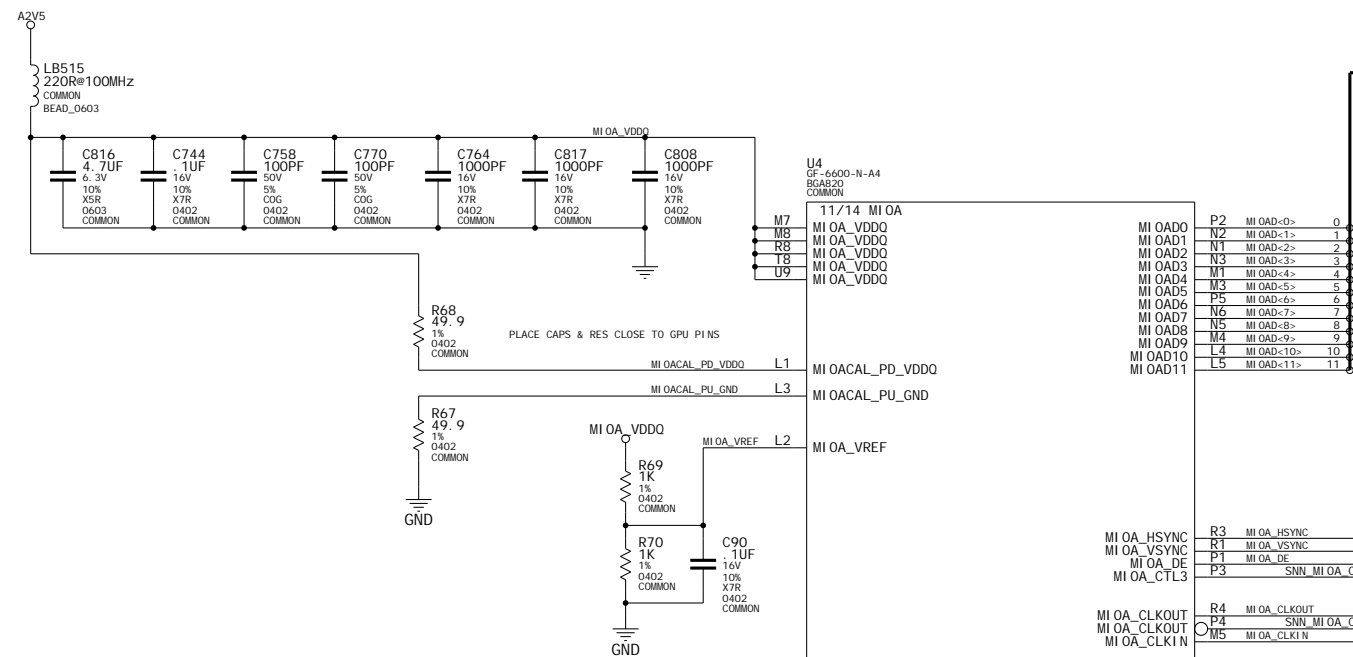 A2V5
LB515
220R@100MHz
COMMON
BEAD_0603
MIOA_VDDQ
C816
4.7UF
6.3V
10%
X5R
0603
COMMON
C744
.1UF
16V
10%
X7R
0402
COMMON
C758
100PF
50V
5%
C0G
0402
COMMON
C770
100PF
50V
5%
C0G
0402
COMMON
C764
1000PF
16V
10%
X7R
0402
COMMON
C817
1000PF
16V
10%
X7R
0402
COMMON
C808
1000PF
16V
10%
X7R
0402
COMMON
U4
GF-6600-N-A4
BGA820
COMMON
11/14 MIOA
M7 MIOA_VDDQ
M8 MIOA_VDDQ
R8 MIOA_VDDQ
T8 MIOA_VDDQ
U9 MIOA_VDDQ
MIOAD0 P2 MIOAD<0> 0
MIOAD1 N2 MIOAD<1> 1
MIOAD2 N1 MIOAD<2> 2
MIOAD3 N3 MIOAD<3> 3
MIOAD4 M1 MIOAD<4> 4
MIOAD5 M3 MIOAD<5> 5
MIOAD6 P5 MIOAD<6> 6
MIOAD7 N6 MIOAD<7> 7
MIOAD8 N5 MIOAD<8> 8
MIOAD9 M4 MIOAD<9> 9
MIOAD10 L4 MIOAD<10> 10
MIOAD11 L5 MIOAD<11> 11
R68
49.9
1%
0402
COMMON
PLACE CAPS & RES CLOSE TO GPU PINS
MIOACAL_PD_VDDQ L1 MIOACAL_PD_VDDQ
MIOACAL_PU_GND L3 MIOACAL_PU_GND
R67
49.9
1%
0402
COMMON
GND
MIOA_VDDQ
MIOA_VREF L2 MIOA_VREF
R69
1K
1%
0402
COMMON
R70
1K
1%
0402
COMMON
C90
.1UF
16V
10%
X7R
0402
COMMON
GND
MIOA_HSYNC R3 MIOA_HSYNC
MIOA_VSYNC R1 MIOA_VSYNC
MIOA_DE P1 MIOA_DE
MIOA_CTL3 P3 SNN_MIOA_C
MIOA_CLKOUT R4 MIOA_CLKOUT
MIOA_CLKOUT P4 SNN_MIOA_C
MIOA_CLKIN M5 MIOA_CLKIN